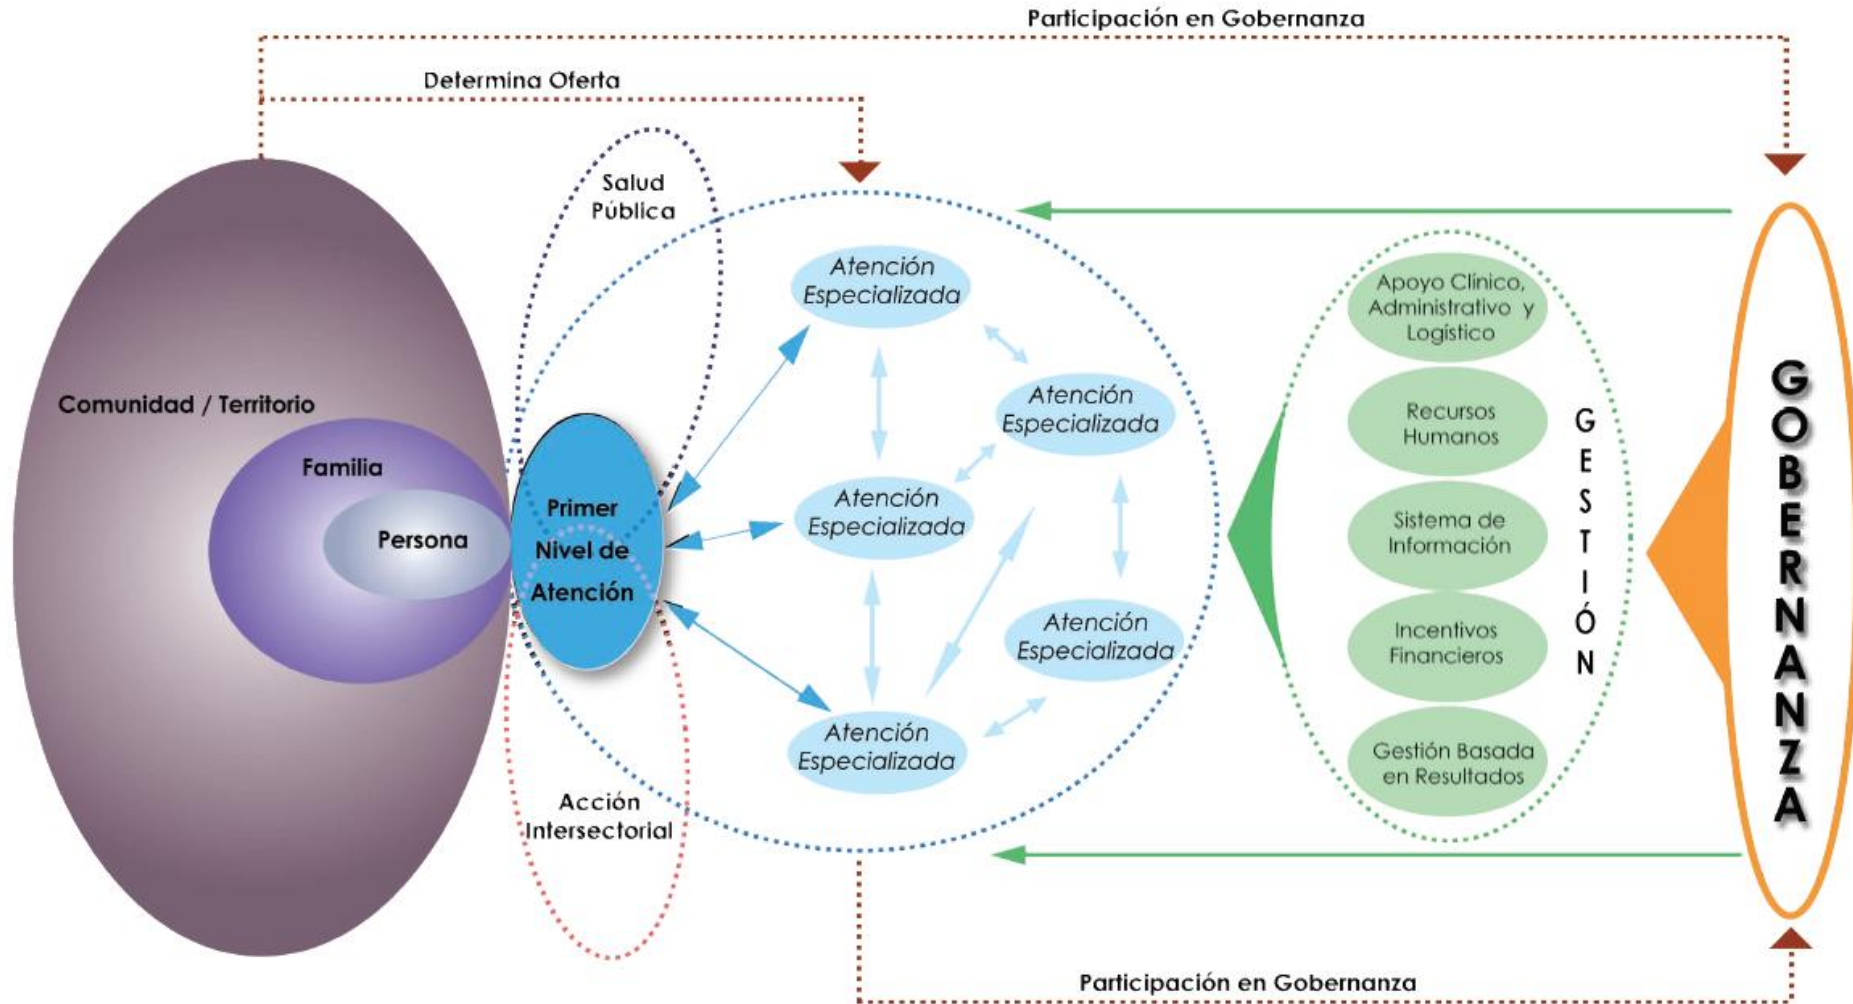 Participación en Gobernanza
Determina Oferta
Salud
Pública
Comunidad / Territorio
Familia
Persona
Primer
Nivel de
Atención
Acción
Intersectorial
Atención
Especializada
Atención
Especializada
Atención
Especializada
Atención
Especializada
Atención
Especializada
Apoyo Clínico,
Administrativo y
Logístico
Recursos
Humanos
Sistema de
Información
Incentivos
Financieros
Gestión Basada
en Resultados
GESTIÓN
GOBERNANZA
Participación en Gobernanza